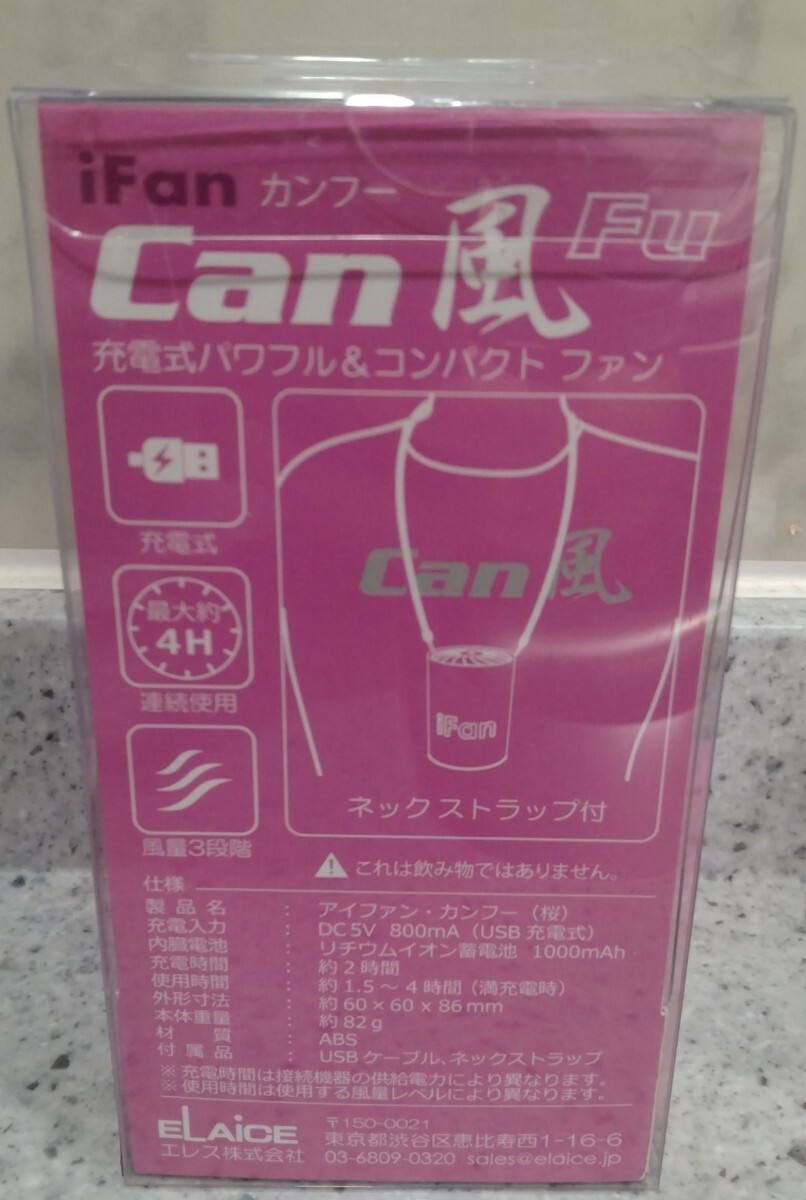 iFan カンフー
Can 風 Fu
充電式パワフル&コンパクト ファン
充電式
最大約
4H
連続使用
風量3段階
Can 風
iFan
ネックストラップ付
⚠ これは飲み物ではありません。
仕様
製品名 : アイファン・カンフー（桜）
充電入力 : DC 5V 800mA（USB 充電式）
内臓電池 : リチウムイオン蓄電池 1000mAh
充電時間 : 約 2 時間
使用時間 : 約 1.5 ~ 4 時間（満充電時）
外形寸法 : 約 60 × 60 x 86 mm
本体重量 : 約 82 g
材質 : ABS
付属品 : USB ケーブル、ネックストラップ
※ 充電時間は接続機器の供給電力により異なります。
※ 使用時間は使用する風量レベルにより異なります。
eLAiCE 〒150-0021
東京都渋谷区恵比寿西1-16-6
エレス株式会社 03-6809-0320 sales@elaice.jp